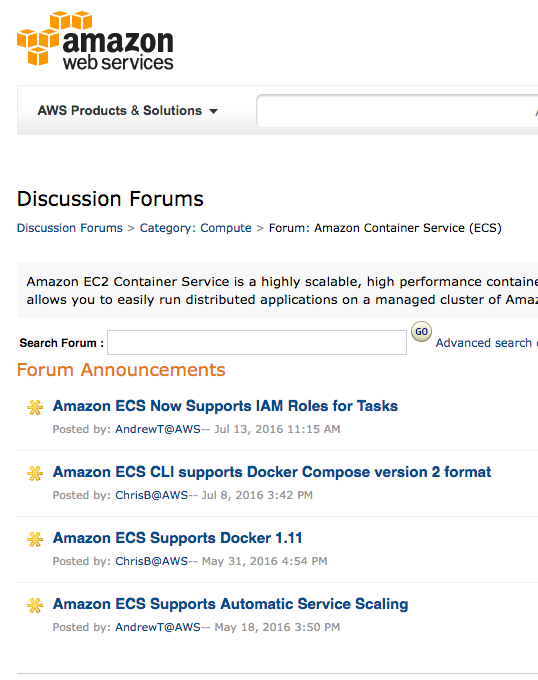 amazon
web services
AWS Products & Solutions
Discussion Forums
Discussion Forums > Category: Compute > Forum: Amazon Container Service (ECS)
Amazon EC2 Container Service is a highly scalable, high performance
allows you to easily run distributed applications on a managed cluster of
Search Forum : GO Advanced search
Forum Announcements
Amazon ECS Now Supports IAM Roles for Tasks
Posted by: AndrewT@AWS-- Jul 13, 2016 11:15 AM
Amazon ECS CLI supports Docker Compose version 2 format
Posted by: ChrisB@AWS-- Jul 8, 2016 3:42 PM
Amazon ECS Supports Docker 1.11
Posted by: ChrisB@AWS-- May 31, 2016 4:54 PM
Amazon ECS Supports Automatic Service Scaling
Posted by: AndrewT@AWS-- May 18, 2016 3:50 PM